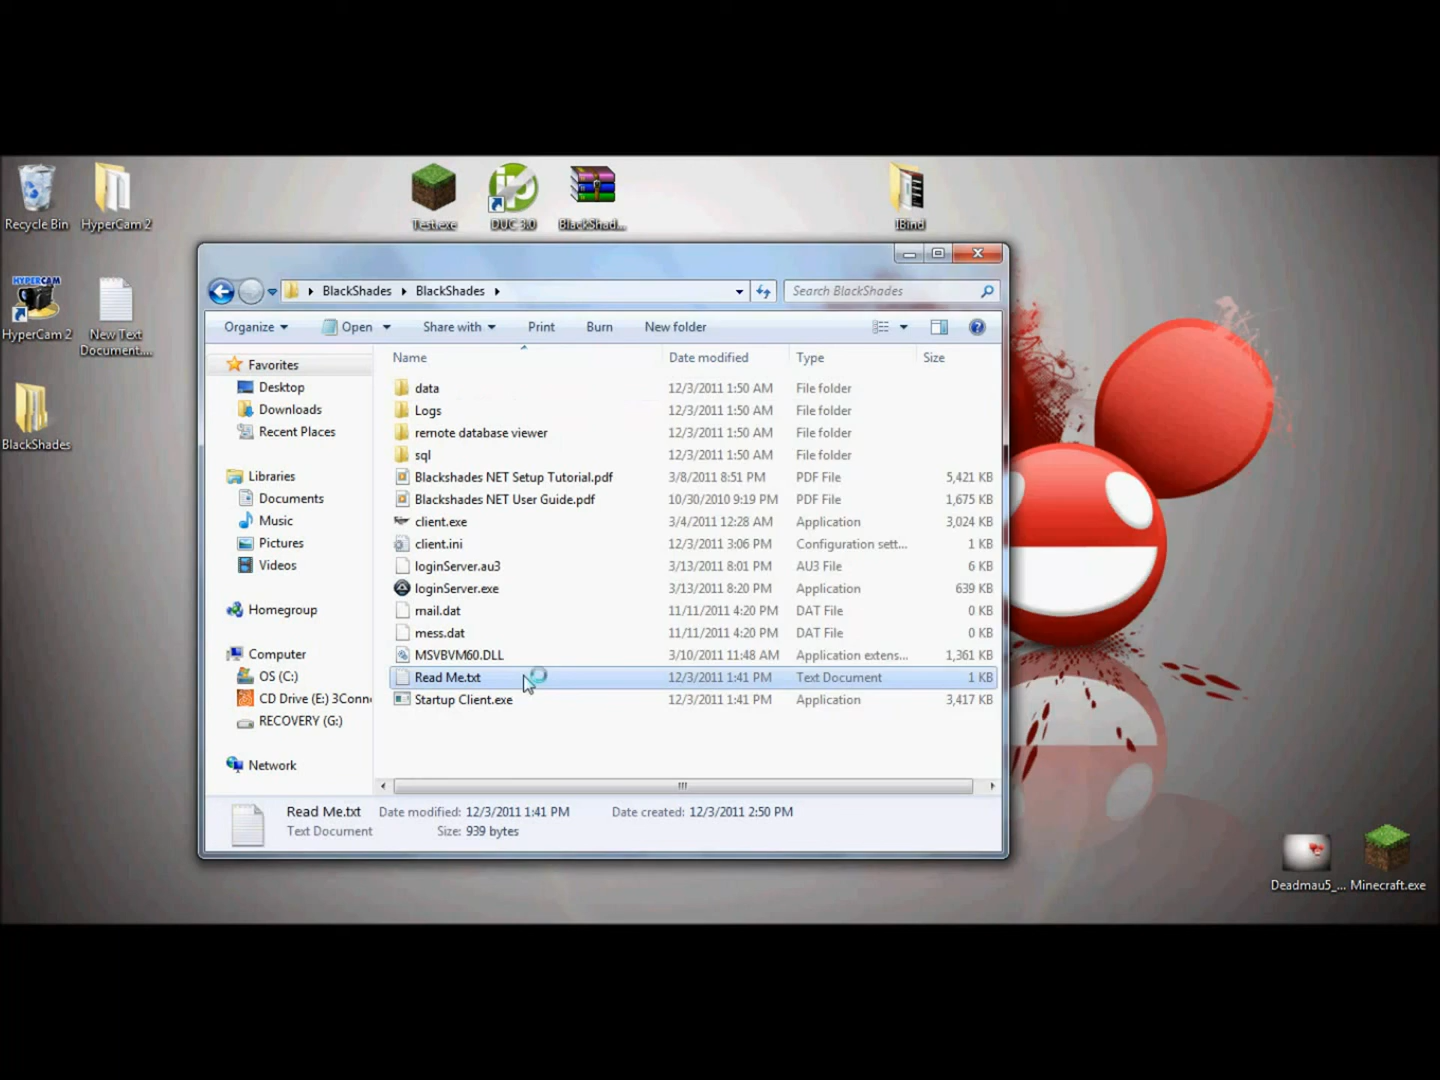 Recycle Bin
HyperCam 2
Test.exe
DUC 3.0
BlackShad...
IBind
HYPERCAM
HyperCam 2
New Text
Document....
BlackShades
BlackShades
BlackShades
Search BlackShades
Organize
Open
Share with
Print
Burn
New folder
Name
Date modified
Type
Size
Favorites
Desktop
Downloads
Recent Places
Libraries
Documents
Music
Pictures
Videos
Homegroup
Computer
OS (C:)
CD Drive (E:) 3Conn
RECOVERY (G:)
Network
data 12/3/2011 1:50 AM File folder
Logs 12/3/2011 1:50 AM File folder
remote database viewer 12/3/2011 1:50 AM File folder
sql 12/3/2011 1:50 AM File folder
Blackshades NET Setup Tutorial.pdf 3/8/2011 8:51 PM PDF File 5,421 KB
Blackshades NET User Guide.pdf 10/30/2010 9:19 PM PDF File 1,675 KB
client.exe 3/4/2011 12:28 AM Application 3,024 KB
client.ini 12/3/2011 3:06 PM Configuration sett... 1 KB
loginServer.au3 3/13/2011 8:01 PM AU3 File 6 KB
loginServer.exe 3/13/2011 8:20 PM Application 639 KB
mail.dat 11/11/2011 4:20 PM DAT File 0 KB
mess.dat 11/11/2011 4:20 PM DAT File 0 KB
MSVBVM60.DLL 3/10/2011 11:48 AM Application extens... 1,361 KB
Read Me.txt 12/3/2011 1:41 PM Text Document 1 KB
Startup Client.exe 12/3/2011 1:41 PM Application 3,417 KB
Read Me.txt Date modified: 12/3/2011 1:41 PM Date created: 12/3/2011 2:50 PM
Text Document Size: 939 bytes
Deadmau5_... Minecraft.exe